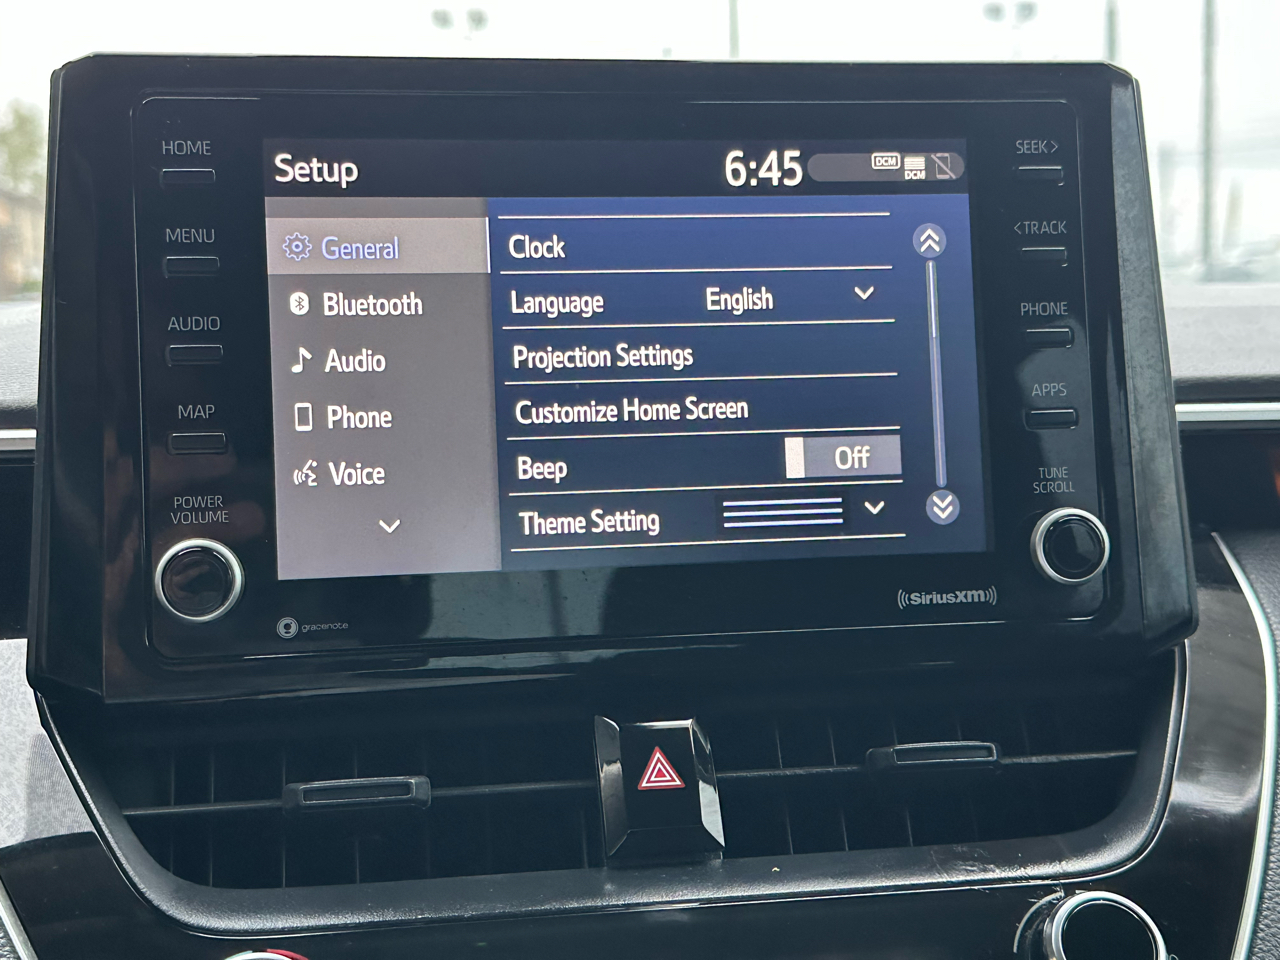 HOME
MENU
AUDIO
MAP
POWER
VOLUME
Setup
6:45
DCM
DCM
General
Bluetooth
Audio
Phone
Voice
Clock
Language English
Projection Settings
Customize Home Screen
Beep Off
Theme Setting
SEEK >
< TRACK
PHONE
APPS
TUNE
SCROLL
gracenote
((SiriusXM))